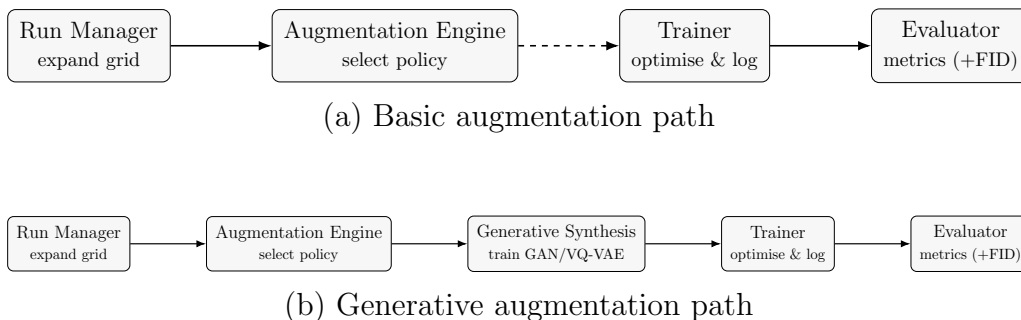 Run Manager
expand grid
Augmentation Engine
select policy
Trainer
optimise & log
Evaluator
metrics (+FID)
(a) Basic augmentation path
Run Manager
expand grid
Augmentation Engine
select policy
Generative Synthesis
train GAN/VQ-VAE
Trainer
optimise & log
Evaluator
metrics (+FID)
(b) Generative augmentation path